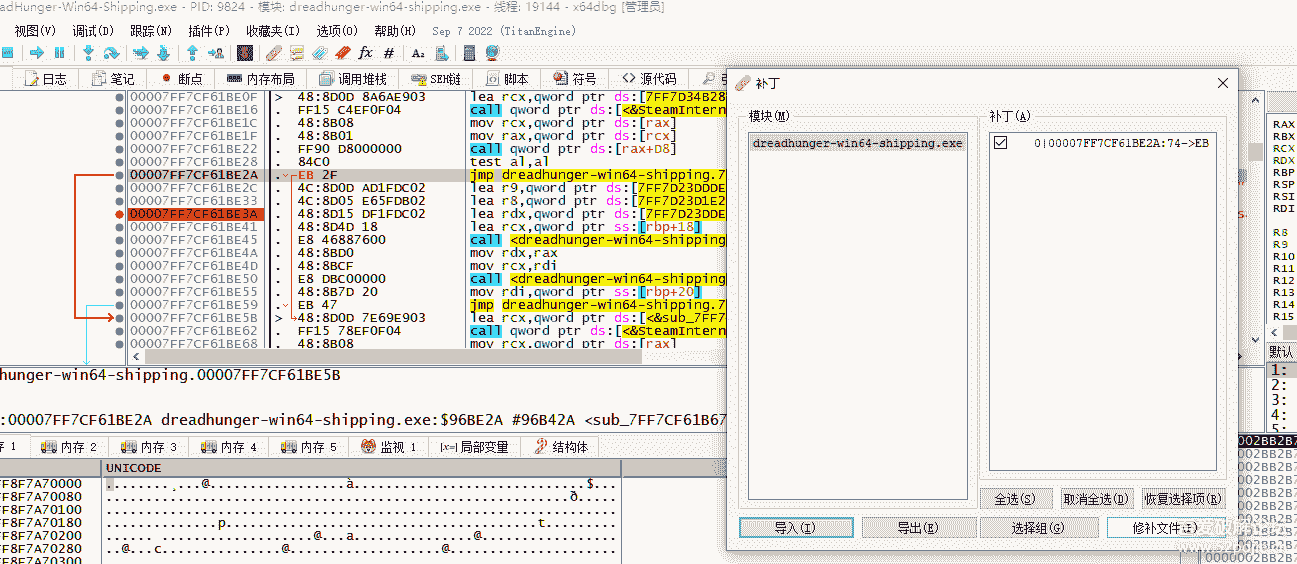 adHunger-Win64-Shipping.exe - PID: 9824 - 模块: dreadhunger-win64-shipping.exe - 线程: 19144 - x64dbg [管理员]
视图(V) 调试(D) 跟踪(N) 插件(P) 收藏夹(I) 选项(O) 帮助(H) Sep 7 2022 (TitanEngine)
日志 笔记 断点 内存布局 调用堆栈 SEH链 脚本 符号 源代码
00007FF7CF61BE0F > 48:8D0D 8A6AE903 lea rcx,qword ptr ds:[7FF7D34B28
00007FF7CF61BE16 . FF15 C4EF0F04 call qword ptr ds:[<&SteamIntern
00007FF7CF61BE1C . 48:8B08 mov rcx,qword ptr ds:[rax]
00007FF7CF61BE1F . 48:8B01 mov rax,qword ptr ds:[rcx]
00007FF7CF61BE22 . FF90 D8000000 call qword ptr ds:[rax+D8]
00007FF7CF61BE28 . 84C0 test al,al
00007FF7CF61BE2A . EB 2F jmp dreadhunger-win64-shipping.7
00007FF7CF61BE2C . 4C:8D0D AD1FDC02 lea r9,qword ptr ds:[7FF7D23DDDE
00007FF7CF61BE33 . 4C:8D05 E65FDB02 lea r8,qword ptr ds:[7FF7D23D1E2
00007FF7CF61BE3A . 48:8D15 DF1FDC02 lea rdx,qword ptr ds:[7FF7D23DDE
00007FF7CF61BE41 . 48:8D4D 18 lea rcx,qword ptr ss:[rbp+18]
00007FF7CF61BE45 . E8 46887600 call <dreadhunger-win64-shipping
00007FF7CF61BE4A . 48:8BD0 mov rdx,rax
00007FF7CF61BE4D . 48:8BCF mov rcx,rdi
00007FF7CF61BE50 . E8 DBC00000 call <dreadhunger-win64-shipping
00007FF7CF61BE55 . 48:8B7D 20 mov rdi,qword ptr ss:[rbp+20]
00007FF7CF61BE59 . EB 47 jmp dreadhunger-win64-shipping.7
00007FF7CF61BE5B > 48:8D0D 7E69E903 lea rcx,qword ptr ds:[<&sub_7FF7
00007FF7CF61BE62 . FF15 78EF0F04 call qword ptr ds:[<&SteamIntern
00007FF7CF61BE68 . 48:8B08 mov rcx,qword ptr ds:[rax]
hunger-win64-shipping.00007FF7CF61BE5B
:00007FF7CF61BE2A dreadhunger-win64-shipping.exe:$96BE2A #96B42A <sub_7FF7CF61B67
存 1 内存 2 内存 3 内存 4 内存 5 监视 1 [x=]局部变量 结构体
UNICODE
FF8F7A70000
FF8F7A70080
FF8F7A70100
FF8F7A70180
FF8F7A70200
FF8F7A70280
FF8F7A70300
补丁
模块(M)
dreadhunger-win64-shipping.exe
补丁(A)
0|00007FF7CF61BE2A:74->EB
全选(S) 取消全选(D) 恢复选择项(R)
导入(I) 导出(E) 选择组(G) 修补文件
RAX
RBX
RCX
RDX
RBP
RSP
RSI
RDI
R8
R9
R10
R11
R12
R13
R14
R15
默认
1:
2:
3:
4:
5: